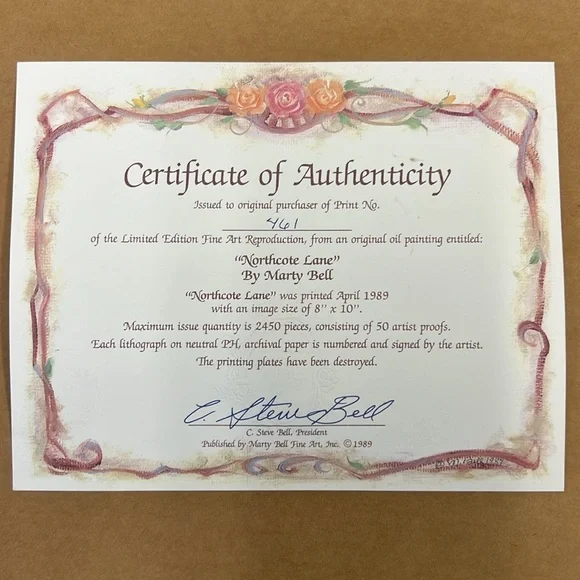 Certificate of Authenticity
Issued to original purchaser of Print No.
461
of the Limited Edition Fine Art Reproduction, from an original oil painting entitled:
"Northcote Lane"
By Marty Bell
"Northcote Lane" was printed April 1989
with an image size of 8" x 10".
Maximum issue quantity is 2450 pieces, consisting of 50 artist proofs.
Each lithograph on neutral PH, archival paper is numbered and signed by the artist.
The printing plates have been destroyed.
C. Steve Bell
C. Steve Bell, President
Published by Marty Bell Fine Art, Inc. © 1989